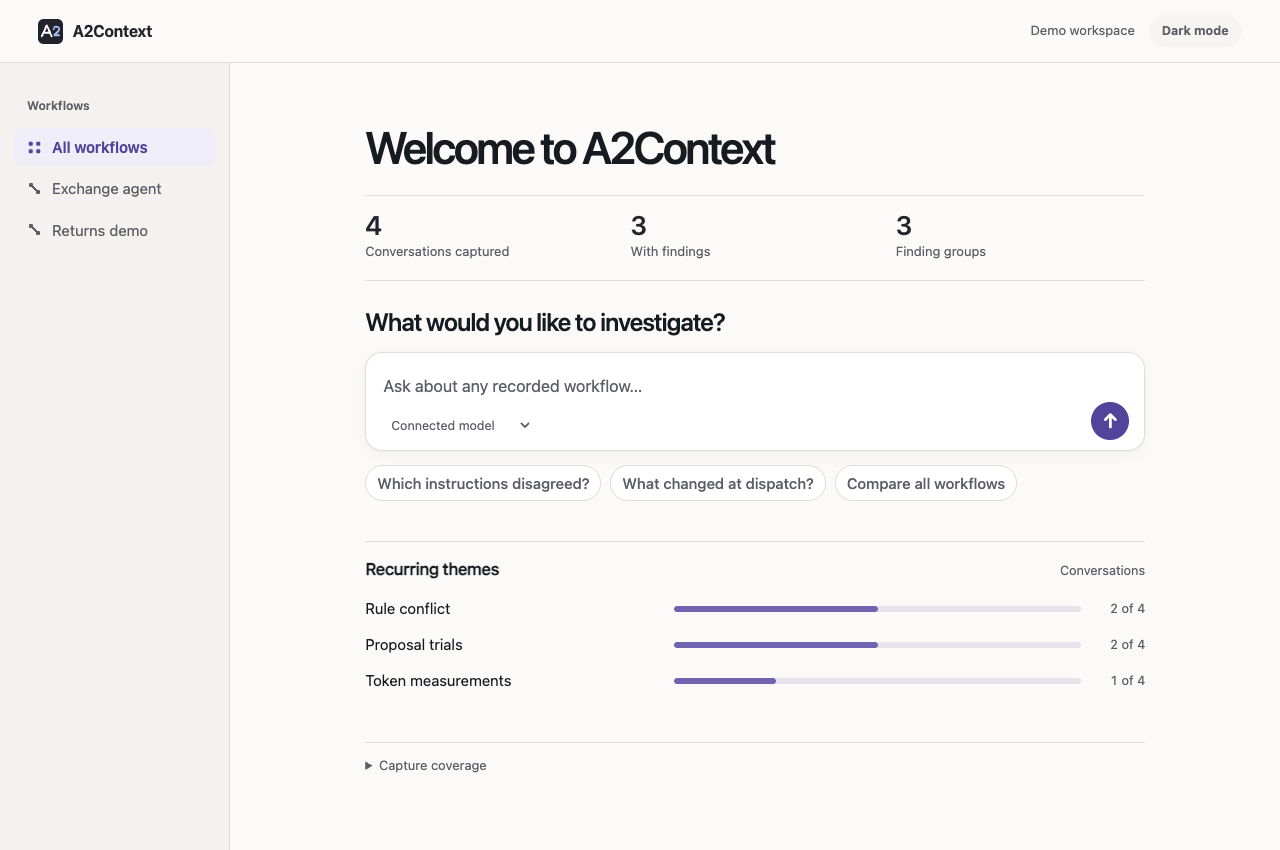 A2 A2Context
Demo workspace
Dark mode
Workflows
All workflows
Exchange agent
Returns demo
Welcome to A2Context
4
Conversations captured
3
With findings
3
Finding groups
What would you like to investigate?
Ask about any recorded workflow...
Connected model
Which instructions disagreed?
What changed at dispatch?
Compare all workflows
Recurring themes
Conversations
Rule conflict
2 of 4
Proposal trials
2 of 4
Token measurements
1 of 4
Capture coverage